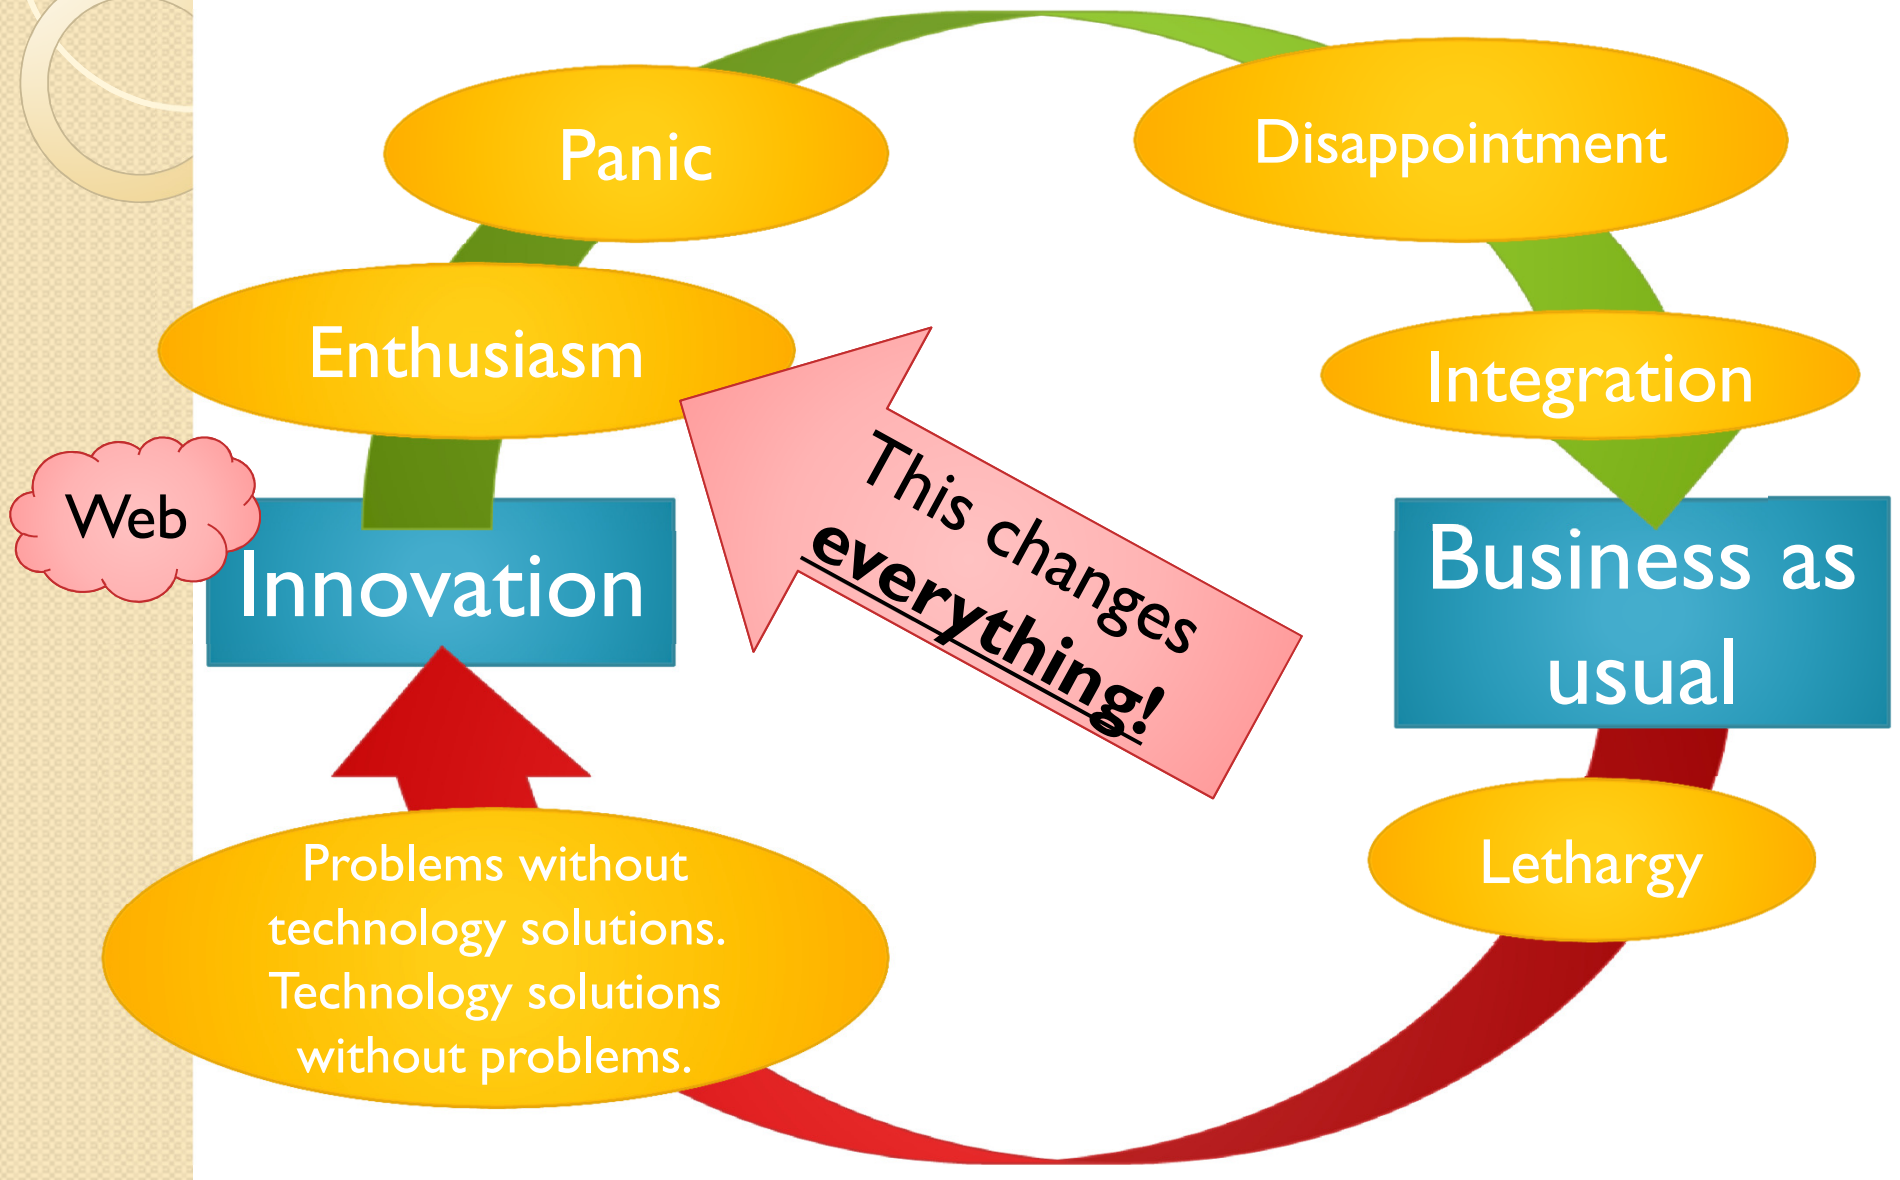 Panic
Disappointment
Enthusiasm
Integration
This changes
everything!
Web
Innovation
Business as
usual
Problems without
technology solutions.
Technology solutions
without problems.
Lethargy